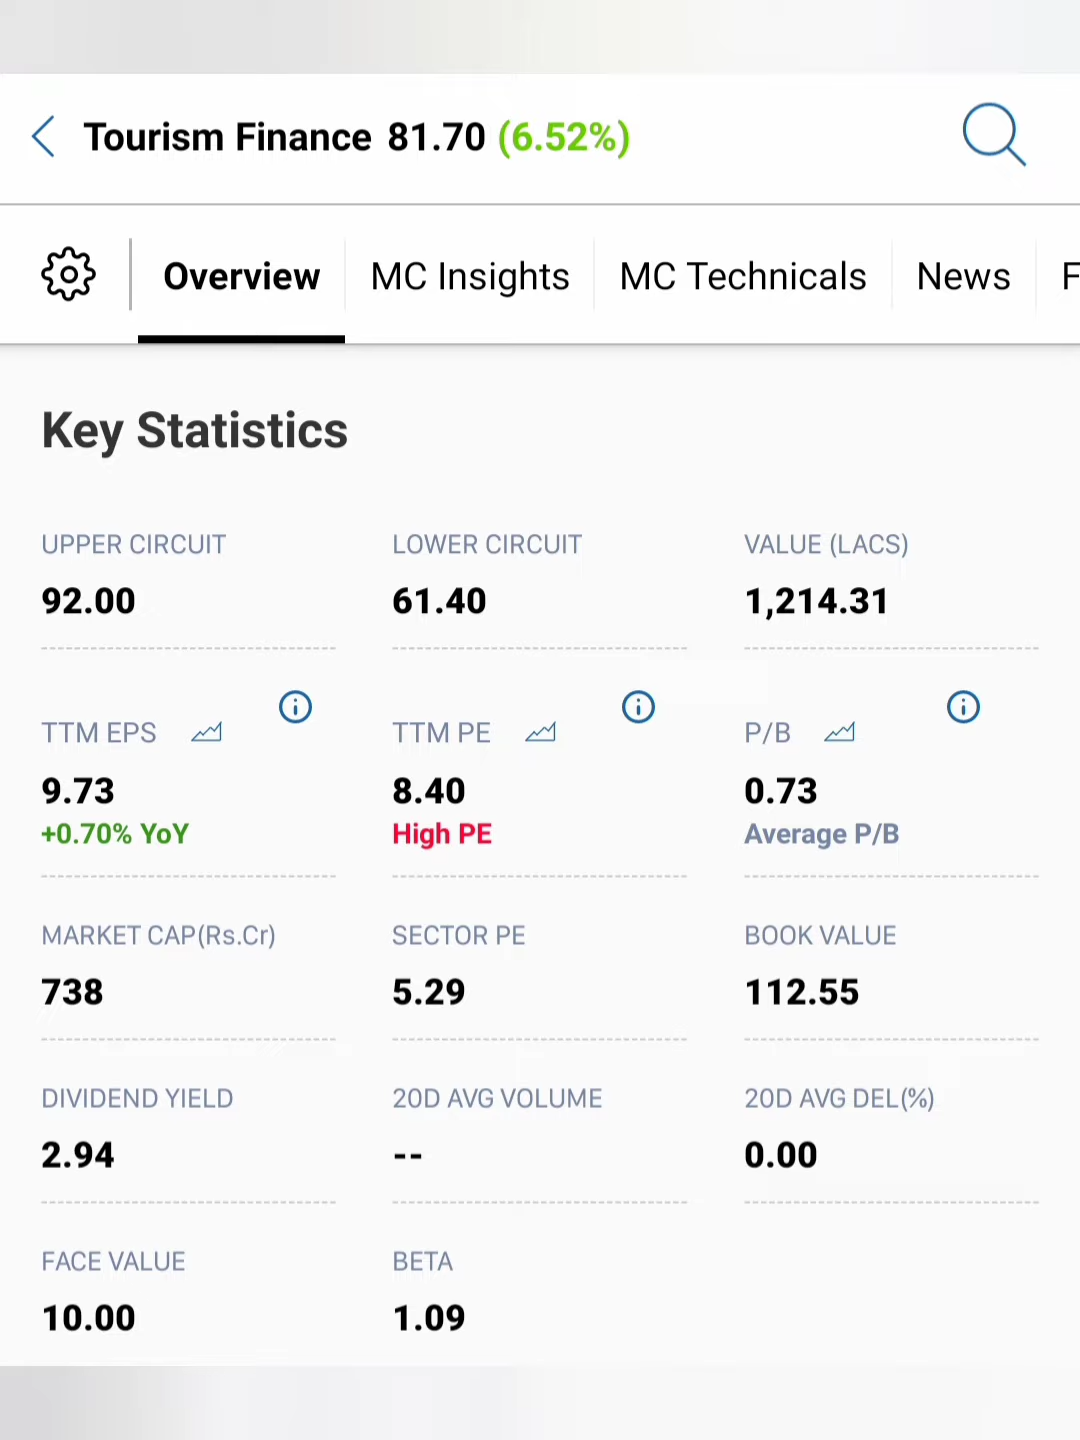 Tourism Finance 81.70 (6.52%)
Overview MC Insights MC Technicals News F
Key Statistics
UPPER CIRCUIT LOWER CIRCUIT VALUE (LACS)
92.00 61.40 1,214.31
TTM EPS TTM PE P/B
9.73 8.40 0.73
+0.70% YoY High PE Average P/B
MARKET CAP(Rs.Cr) SECTOR PE BOOK VALUE
738 5.29 112.55
DIVIDEND YIELD 20D AVG VOLUME 20D AVG DEL(%)
2.94 -- 0.00
FACE VALUE BETA
10.00 1.09